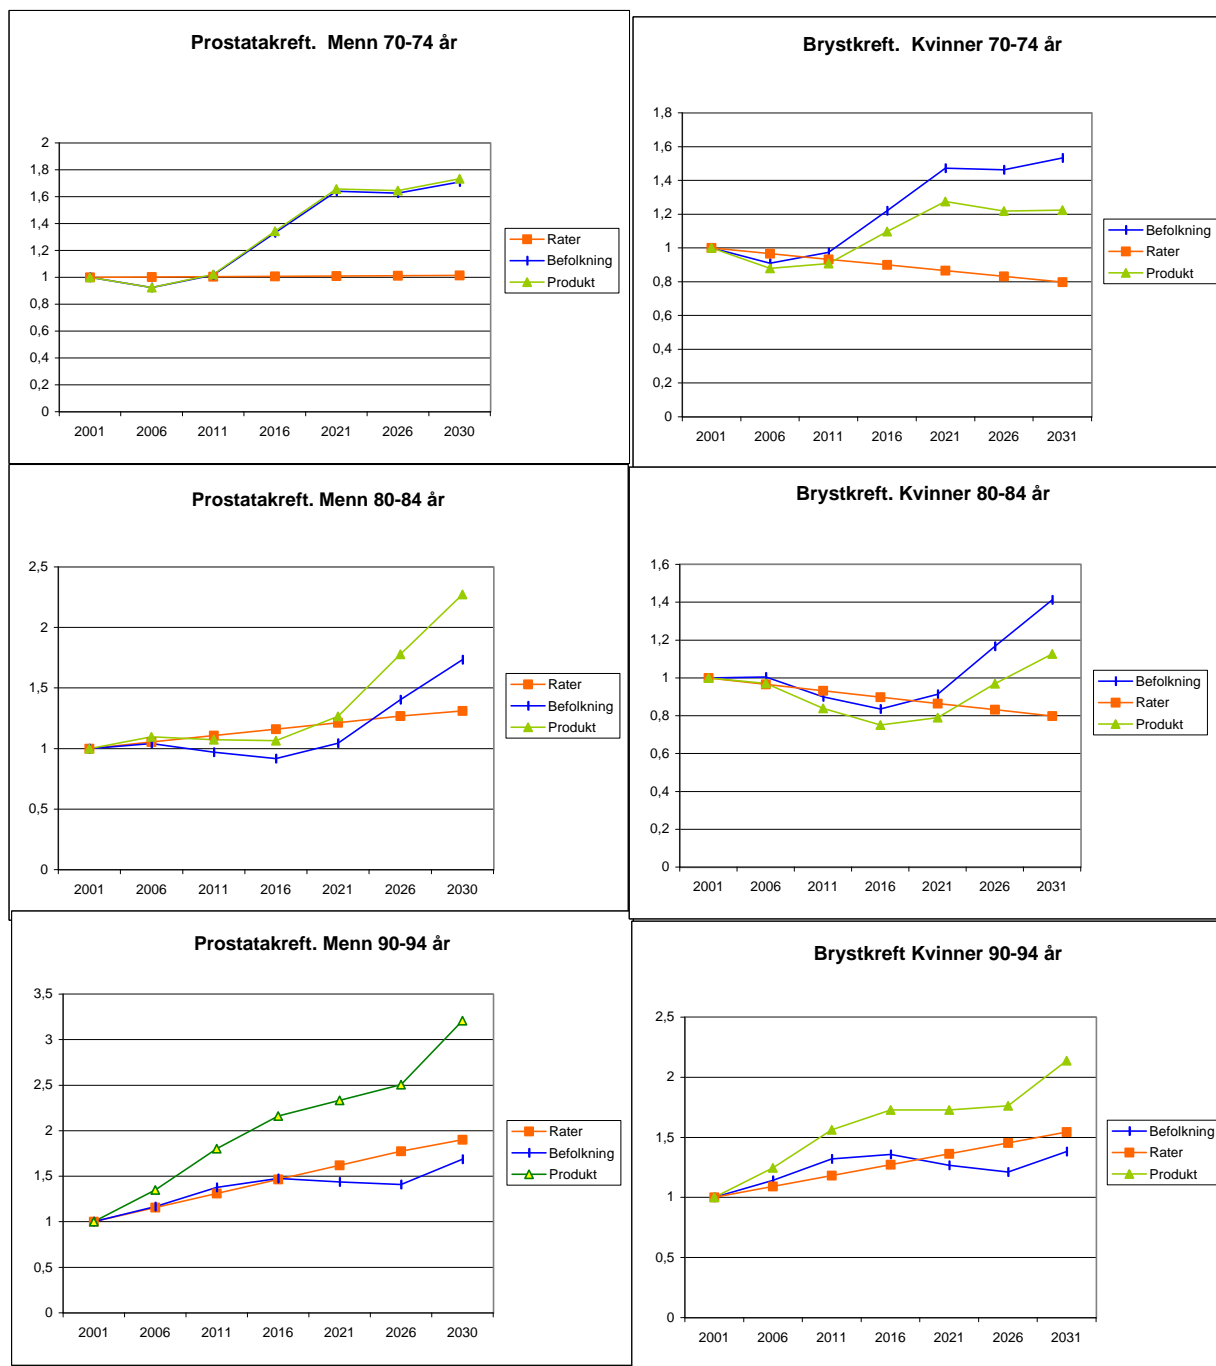 Prostatakreft.  Menn 70-74 år
2
1,8
1,6
1,4
1,2
1
0,8
0,6
0,4
0,2
0
2001 2006 2011 2016 2021 2026 2030
Rater
Befolkning
Produkt
Brystkreft.  Kvinner 70-74 år
1,8
1,6
1,4
1,2
1
0,8
0,6
0,4
0,2
0
2001 2006 2011 2016 2021 2026 2031
Befolkning
Rater
Produkt
Prostatakreft. Menn 80-84 år
2,5
2
1,5
1
0,5
0
2001 2006 2011 2016 2021 2026 2030
Rater
Befolkning
Produkt
Brystkreft. Kvinner 80-84 år
1,6
1,4
1,2
1
0,8
0,6
0,4
0,2
0
2001 2006 2011 2016 2021 2026 2031
Befolkning
Rater
Produkt
Prostatakreft. Menn 90-94 år
3,5
3
2,5
2
1,5
1
0,5
0
2001 2006 2011 2016 2021 2026 2030
Rater
Befolkning
Produkt
Brystkreft Kvinner 90-94 år
2,5
2
1,5
1
0,5
0
2001 2006 2011 2016 2021 2026 2031
Befolkning
Rater
Produkt